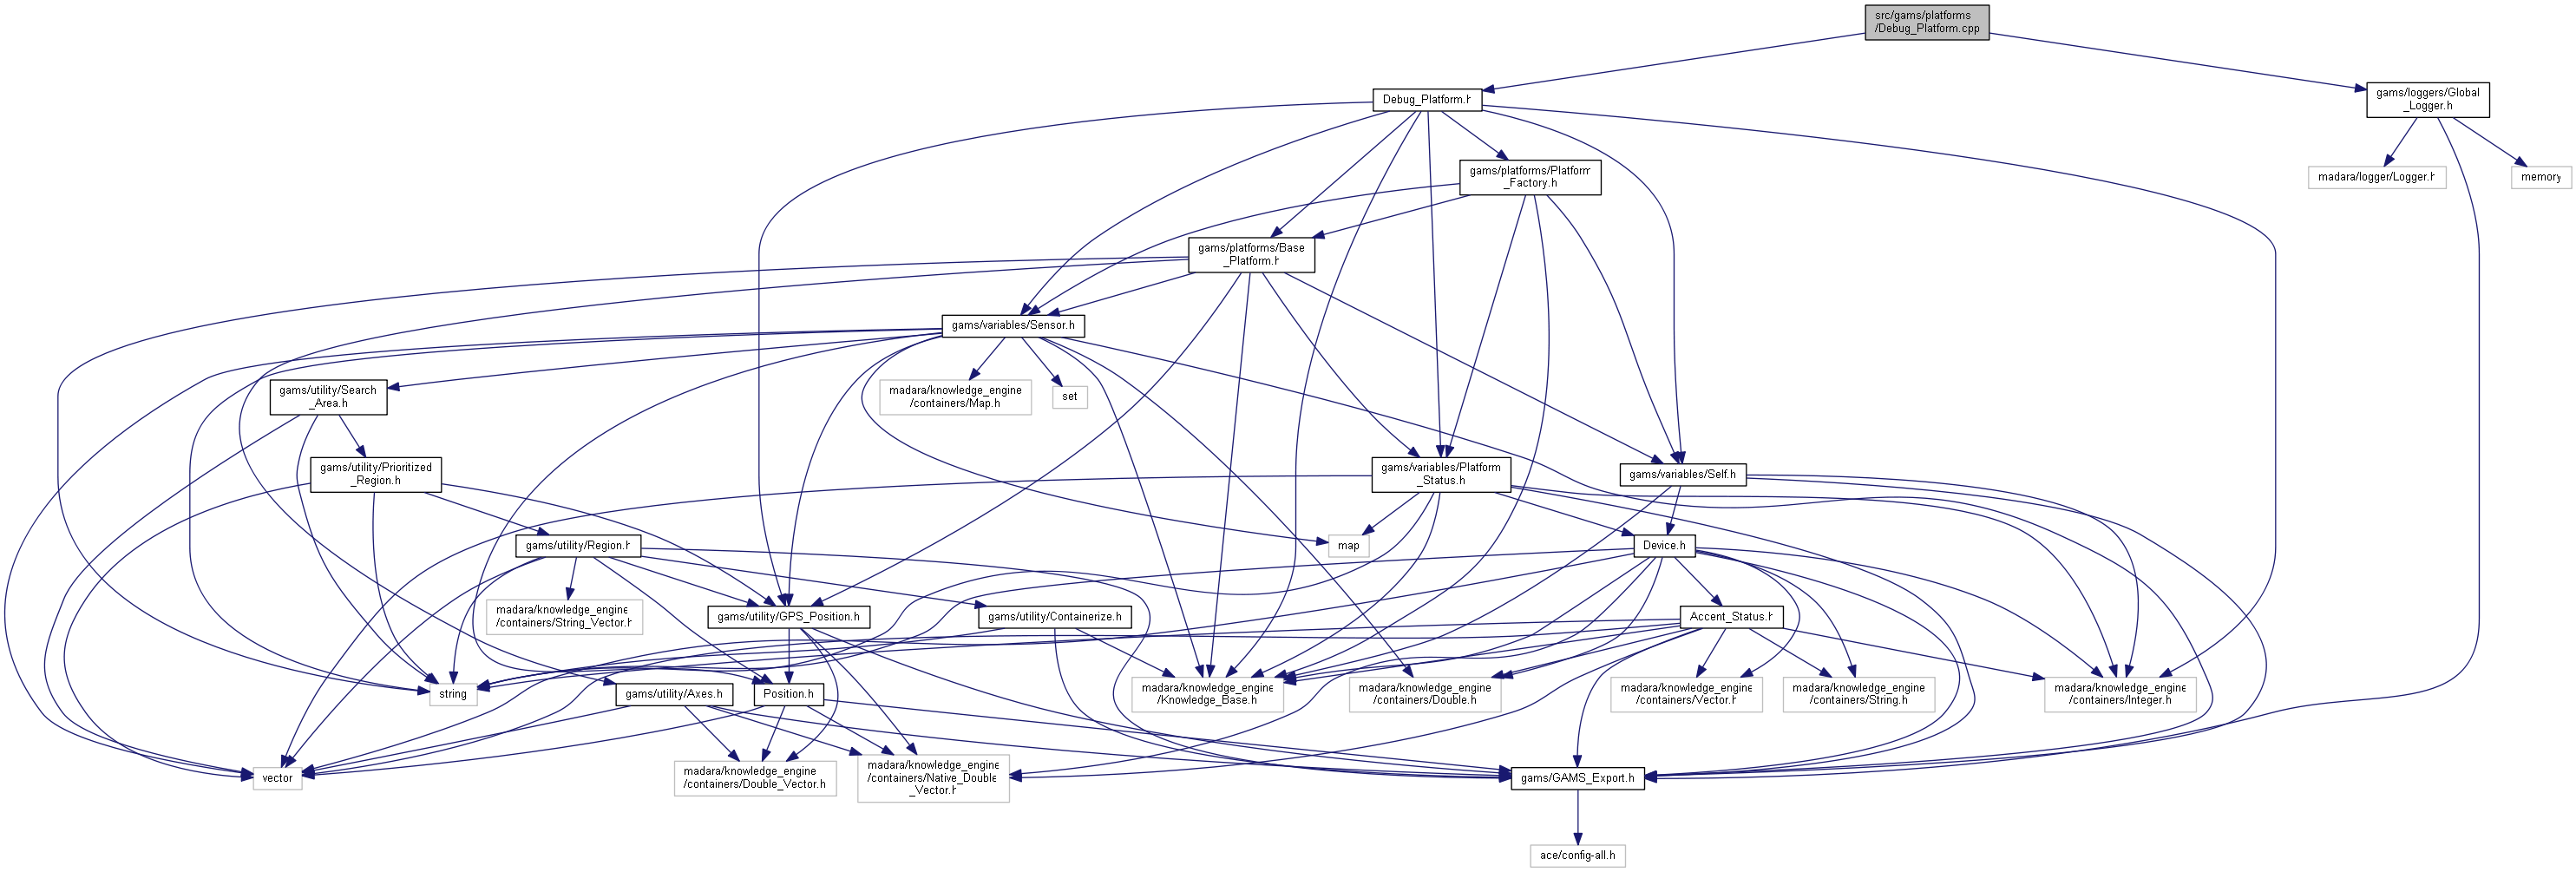 src/gams/platforms
/Debug_Platform.cpp
Debug_Platform.h
gams/loggers/Global
_Logger.h
gams/platforms/Platform
_Factory.h
madara/logger/Logger.h
memory
gams/platforms/Base
_Platform.h
gams/variables/Sensor.h
gams/utility/Search
_Area.h
madara/knowledge_engine
/containers/Map.h
set
gams/utility/Prioritized
_Region.h
gams/variables/Platform
_Status.h
gams/variables/Self.h
gams/utility/Region.h
map
Device.h
madara/knowledge_engine
/containers/String_Vector.h
gams/utility/GPS_Position.h
gams/utility/Containerize.h
Accent_Status.h
string
gams/utility/Axes.h
Position.h
madara/knowledge_engine
/Knowledge_Base.h
madara/knowledge_engine
/containers/Double.h
madara/knowledge_engine
/containers/Vector.h
madara/knowledge_engine
/containers/String.h
madara/knowledge_engine
/containers/Integer.h
vector
madara/knowledge_engine
/containers/Double_Vector.h
madara/knowledge_engine
/containers/Native_Double
_Vector.h
gams/GAMS_Export.h
ace/config-all.h